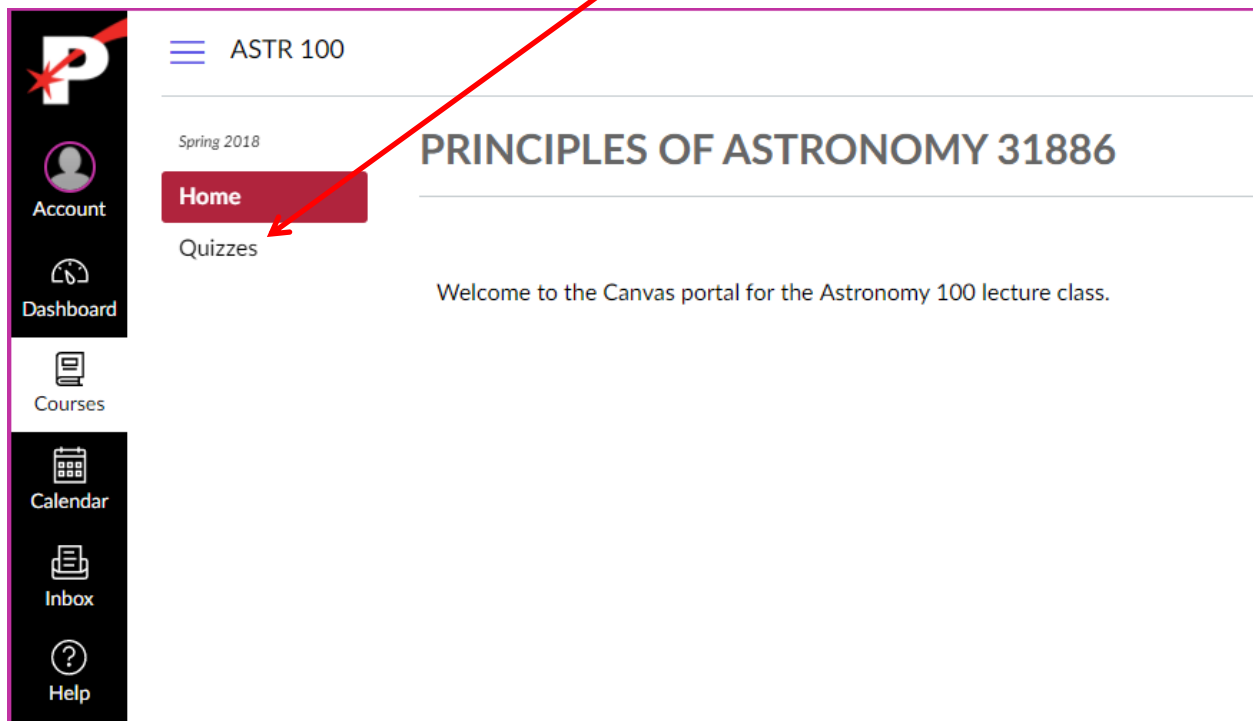 P
ASTR 100
Account
Dashboard
Courses
Calendar
Inbox
Help
Spring 2018
Home
Quizzes
PRINCIPLES OF ASTRONOMY 31886
Welcome to the Canvas portal for the Astronomy 100 lecture class.